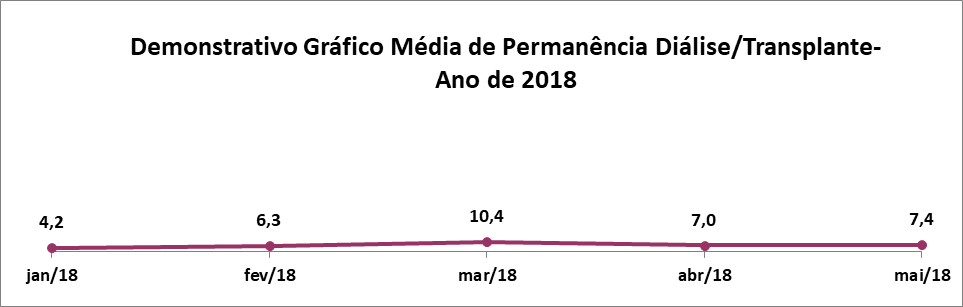 Demonstrativo Gráfico Média de Permanência Diálise/Transplante-
Ano de 2018
4,2 6,3 10,4 7,0 7,4
jan/18 fev/18 mar/18 abr/18 mai/18